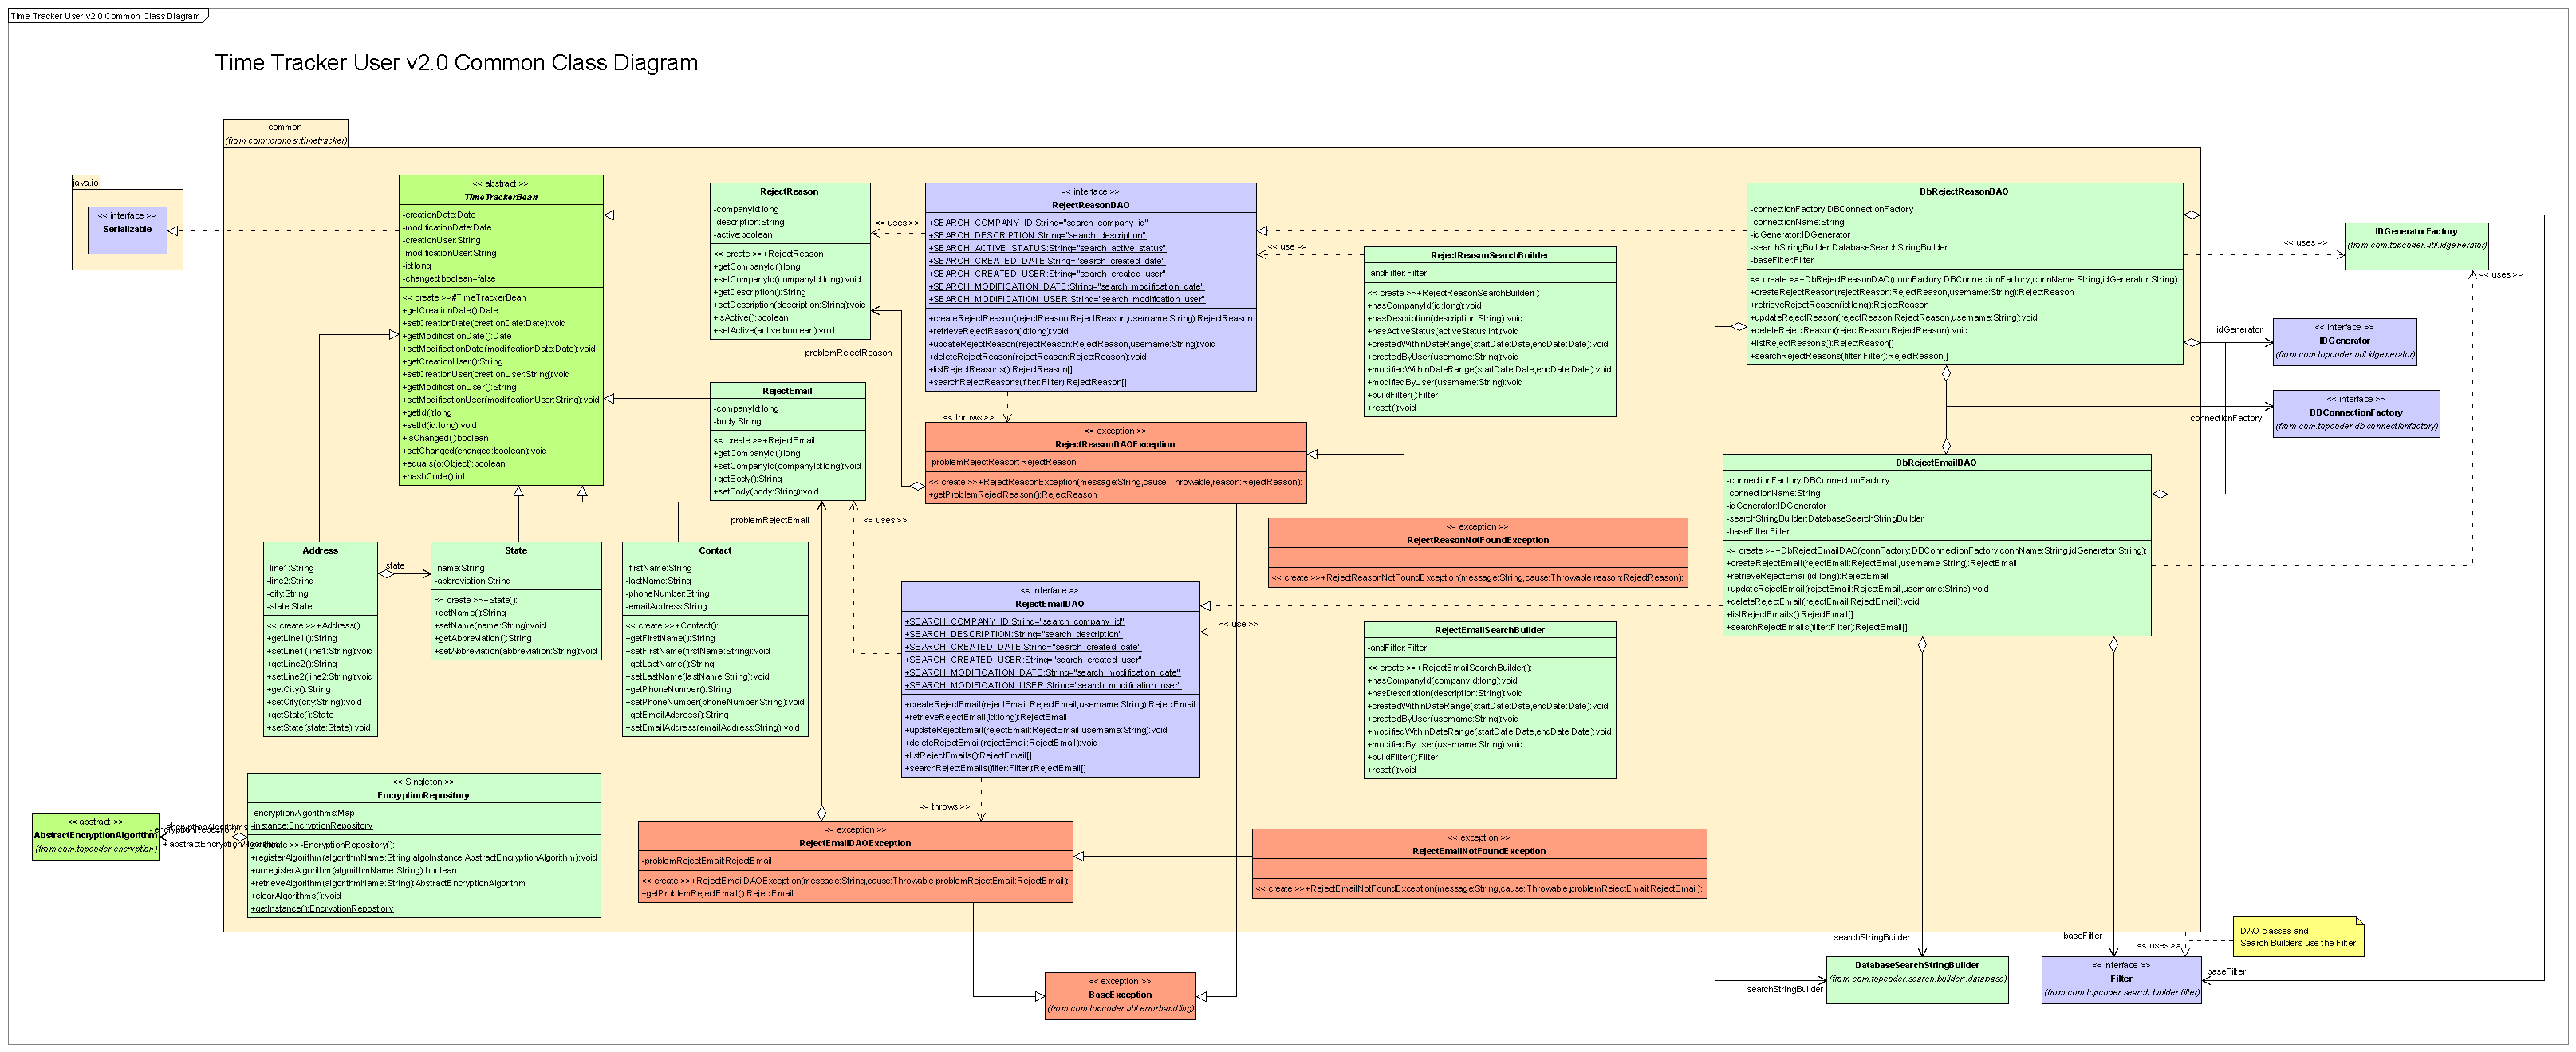 Time Tracker User v2.0 Common Class Diagram
Time Tracker User v2.0 Common Class Diagram
common
(from com::cronos::timetracker)
java.io
<< interface >>
Serializable
<< abstract >>
TimeTrackerBean
-creationDate:Date
-modificationDate:Date
-creationUser:String
-modificationUser:String
-id:long
-changed:boolean=false
<< create >>#TimeTrackerBean
+getCreationDate():Date
+setCreationDate(creationDate:Date):void
+getModificationDate():Date
+setModificationDate(modificationDate:Date):void
+getCreationUser():String
+setCreationUser(creationUser:String):void
+getModificationUser():String
+setModificationUser(modificationUser:String):void
+getId():long
+setId(id:long):void
+isChanged():boolean
+setChanged(changed:boolean):void
+equals(o:Object):boolean
+hashCode():int
RejectReason
-companyId:long
-description:String
-active:boolean
<< create >>+RejectReason
+getCompanyId():long
+setCompanyId(companyId:long):void
+getDescription():String
+setDescription(description:String):void
+isActive():boolean
+setActive(active:boolean):void
<< uses >>
problemRejectReason
RejectEmail
-companyId:long
-body:String
<< create >>+RejectEmail
+getCompanyId():long
+setCompanyId(companyId:long):void
+getBody():String
+setBody(body:String):void
problemRejectEmail
<< uses >>
<< interface >>
RejectReasonDAO
+SEARCH_COMPANY_ID:String="search_company_id"
+SEARCH_DESCRIPTION:String="search_description"
+SEARCH_ACTIVE_STATUS:String="search_active_status"
+SEARCH_CREATED_DATE:String="search_created_date"
+SEARCH_CREATED_USER:String="search_created_user"
+SEARCH_MODIFICATION_DATE:String="search_modification_date"
+SEARCH_MODIFICATION_USER:String="search_modification_user"
+createRejectReason(rejectReason:RejectReason,username:String):RejectReason
+retrieveRejectReason(id:long):void
+updateRejectReason(rejectReason:RejectReason,username:String):void
+deleteRejectReason(rejectReason:RejectReason):void
+listRejectReasons():RejectReason[]
+searchRejectReasons(filter:Filter):RejectReason[]
<< throws >>
<< use >>
RejectReasonSearchBuilder
-andFilter:Filter
<< create >>+RejectReasonSearchBuilder():
+hasCompanyId(id:long):void
+hasDescription(description:String):void
+hasActiveStatus(activeStatus:int):void
+createdWithinDateRange(startDate:Date,endDate:Date):void
+createdByUser(username:String):void
+modifiedWithinDateRange(startDate:Date,endDate:Date):void
+modifiedByUser(username:String):void
+buildFilter():Filter
+reset():void
DbRejectReasonDAO
-connectionFactory:DBConnectionFactory
-connectionName:String
-idGenerator:IDGenerator
-searchStringBuilder:DatabaseSearchStringBuilder
-baseFilter:Filter
<< create >>+DbRejectReasonDAO(connFactory:DBConnectionFactory,connName:String,idGenerator:String):
+createRejectReason(rejectReason:RejectReason,username:String):RejectReason
+retrieveRejectReason(id:long):RejectReason
+updateRejectReason(rejectReason:RejectReason,username:String):void
+deleteRejectReason(rejectReason:RejectReason):void
+listRejectReasons():RejectReason[]
+searchRejectReasons(filter:Filter):RejectReason[]
<< uses >>
IDGeneratorFactory
(from com.topcoder.util.idgenerator)
<< uses >>
idGenerator
<< interface >>
IDGenerator
(from com.topcoder.util.idgenerator)
connectionFactory
<< interface >>
DBConnectionFactory
(from com.topcoder.db.connectionfactory)
<< exception >>
RejectReasonDAOException
-problemRejectReason:RejectReason
<< create >>+RejectReasonException(message:String,cause:Throwable,reason:RejectReason):
+getProblemRejectReason():RejectReason
<< exception >>
RejectReasonNotFoundException
<< create >>+RejectReasonNotFoundException(message:String,cause:Throwable,reason:RejectReason):
DbRejectEmailDAO
-connectionFactory:DBConnectionFactory
-connectionName:String
-idGenerator:IDGenerator
-searchStringBuilder:DatabaseSearchStringBuilder
-baseFilter:Filter
<< create >>+DbRejectEmailDAO(connFactory:DBConnectionFactory,connName:String,idGenerator:String):
+createRejectEmail(rejectEmail:RejectEmail,username:String):RejectEmail
+retrieveRejectEmail(id:long):RejectEmail
+updateRejectEmail(rejectEmail:RejectEmail,username:String):void
+deleteRejectEmail(rejectEmail:RejectEmail):void
+listRejectEmails():RejectEmail[]
+searchRejectEmails(filter:Filter):RejectEmail[]
Address
-line1:String
-line2:String
-city:String
-state:State
<< create >>+Address():
+getLine1():String
+setLine1(line1:String):void
+getLine2():String
+setLine2(line2:String):void
+getCity():String
+setCity(city:String):void
+getState():State
+setState(state:State):void
state
State
-name:String
-abbreviation:String
<< create >>+State():
+getName():String
+setName(name:String):void
+getAbbreviation():String
+setAbbreviation(abbreviation:String):void
Contact
-firstName:String
-lastName:String
-phoneNumber:String
-emailAddress:String
<< create >>+Contact():
+getFirstName():String
+setFirstName(firstName:String):void
+getLastName():String
+setLastName(lastName:String):void
+getPhoneNumber():String
+setPhoneNumber(phoneNumber:String):void
+getEmailAddress():String
+setEmailAddress(emailAddress:String):void
<< interface >>
RejectEmailDAO
+SEARCH_COMPANY_ID:String="search_company_id"
+SEARCH_DESCRIPTION:String="search_description"
+SEARCH_CREATED_DATE:String="search_created_date"
+SEARCH_CREATED_USER:String="search_created_user"
+SEARCH_MODIFICATION_DATE:String="search_modification_date"
+SEARCH_MODIFICATION_USER:String="search_modification_user"
+createRejectEmail(rejectEmail:RejectEmail,username:String):RejectEmail
+retrieveRejectEmail(id:long):RejectEmail
+updateRejectEmail(rejectEmail:RejectEmail,username:String):void
+deleteRejectEmail(rejectEmail:RejectEmail):void
+listRejectEmails():RejectEmail[]
+searchRejectEmails(filter:Filter):RejectEmail[]
<< throws >>
<< use >>
RejectEmailSearchBuilder
-andFilter:Filter
<< create >>+RejectEmailSearchBuilder():
+hasCompanyId(companyId:long):void
+hasDescription(description:String):void
+createdWithinDateRange(startDate:Date,endDate:Date):void
+createdByUser(username:String):void
+modifiedWithinDateRange(startDate:Date,endDate:Date):void
+modifiedByUser(username:String):void
+buildFilter():Filter
+reset():void
<< Singleton >>
EncryptionRepository
-encryptionAlgorithms:Map
-instance:EncryptionRepository
<< create >>-EncryptionRepository():
+registerAlgorithm(algorithmName:String,algoInstance:AbstractEncryptionAlgorithm):void
+unregisterAlgorithm(algorithmName:String):boolean
+retrieveAlgorithm(algorithmName:String):AbstractEncryptionAlgorithm
+clearAlgorithms():void
+getInstance():EncryptionRepostiory
<< abstract >>
AbstractEncryptionAlgorithm
(from com.topcoder.encryption)
<< exception >>
RejectEmailDAOException
-problemRejectEmail:RejectEmail
<< create >>+RejectEmailDAOException(message:String,cause:Throwable,problemRejectEmail:RejectEmail):
+getProblemRejectEmail():RejectEmail
<< exception >>
RejectEmailNotFoundException
<< create >>+RejectEmailNotFoundException(message:String,cause:Throwable,problemRejectEmail:RejectEmail):
<< exception >>
BaseException
(from com.topcoder.util.errorhandling)
searchStringBuilder
searchStringBuilder
DatabaseSearchStringBuilder
(from com.topcoder.search.builder::database)
baseFilter
<< uses >>
DAO classes and
Search Builders use the Filter
<< interface >>
Filter
(from com.topcoder.search.builder.filter)
baseFilter